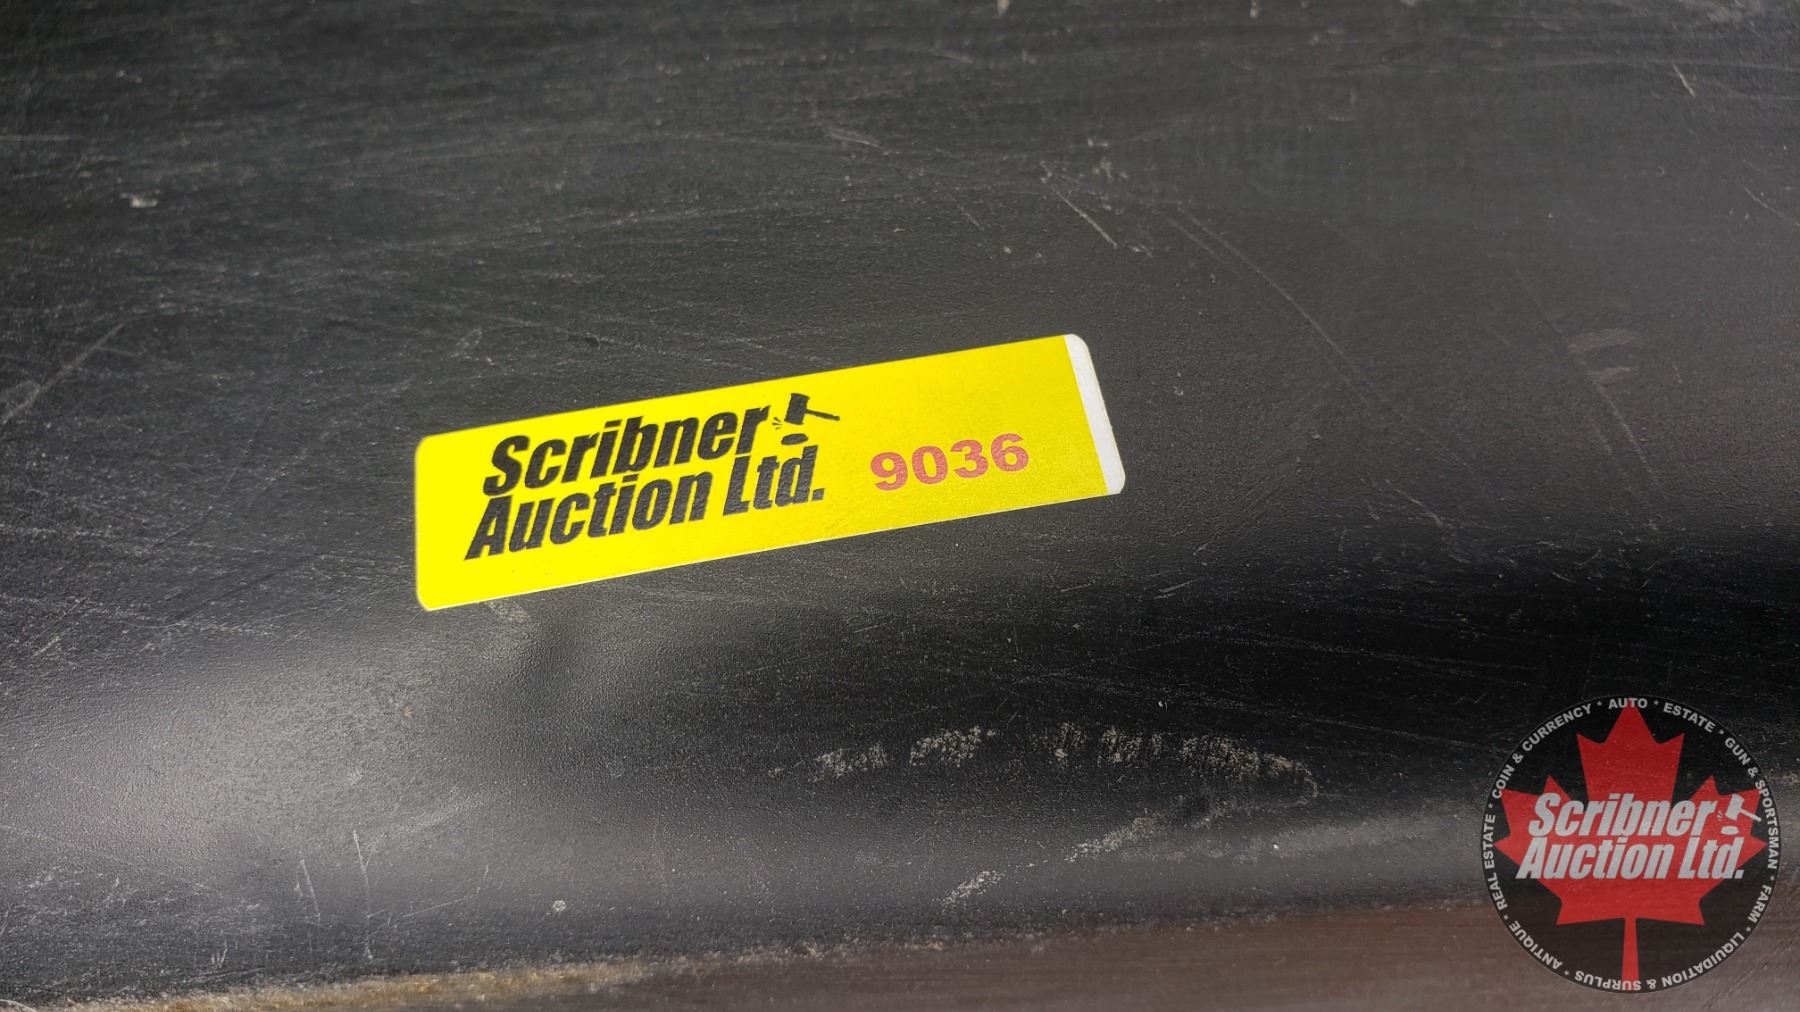 Scribner
Auction Ltd.
9036
Scribner
Auction Ltd.
REAL ESTATE * COIN & CURRENCY * AUTO * ESTATE * GUN & SPORTSMAN * FARM * LIQUIDATION & SURPLUS * ANTIQUE *